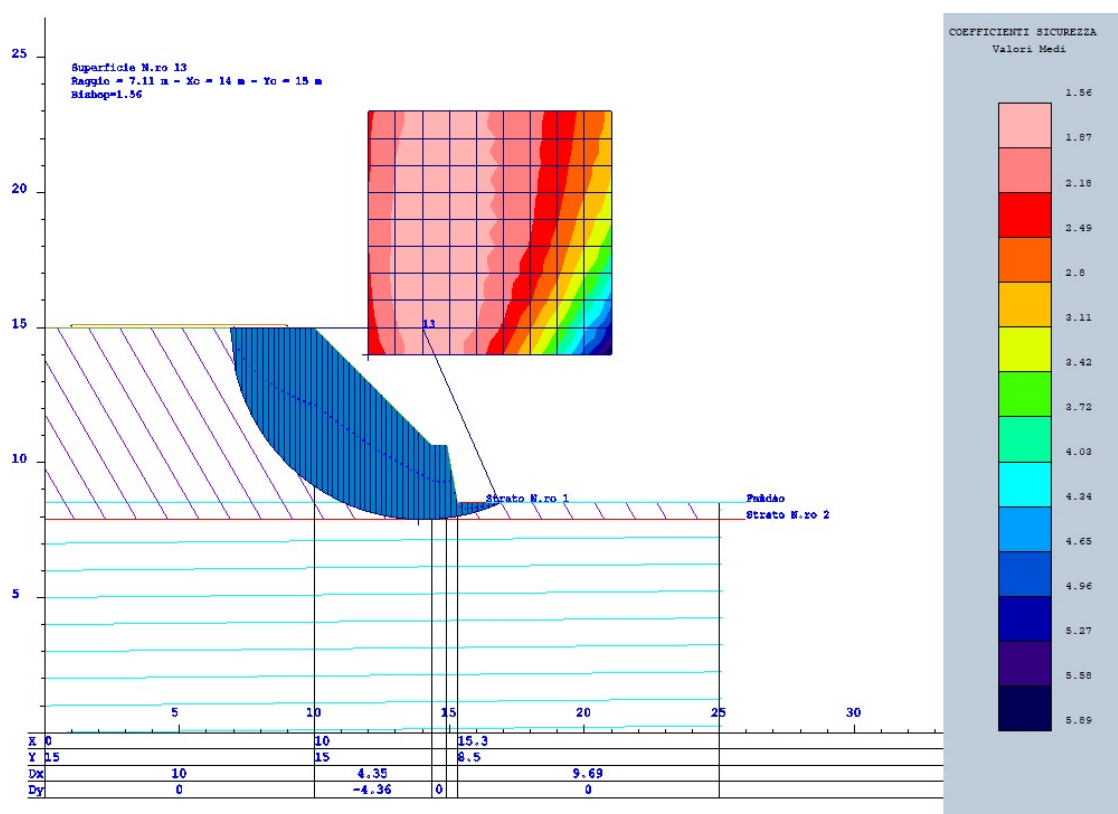 COEFFICIENTI SICUREZZA
Valori Medi
1.56
1.87
2.18
2.49
2.8
3.11
3.42
3.72
4.03
4.34
4.65
4.96
5.27
5.58
5.89
Superficie N.ro 13
Raggio = 7.11 m - Xc = 14 m - Yc = 15 m
Bishop=1.56
25
20
15
10
5
13
Strato N.ro 1
Strato N.ro 2
5 10 15 20 25 30
X 0 10 15.3
Y 15 15 8.5
Dx 10 4.35 9.69
Dy 0 -4.36 0 0